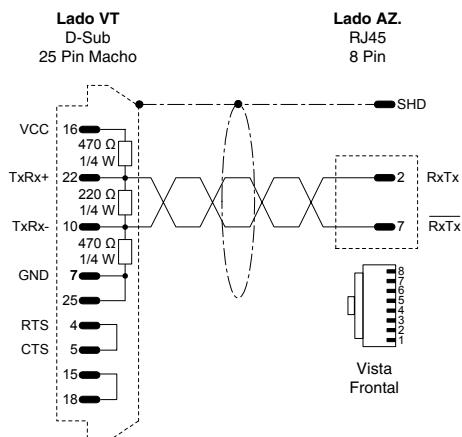 Lado VT
D-Sub
25 Pin Macho
Lado AZ.
RJ45
8 Pin
SHD
VCC 16
470 Ω
1/4 W
TxRx+ 22
220 Ω
1/4 W
TxRx- 10
470 Ω
1/4 W
GND 7
25
RTS 4
CTS 5
15
18
2 RxTx
7 RxTx
8
7
6
5
4
3
2
1
Vista
Frontal